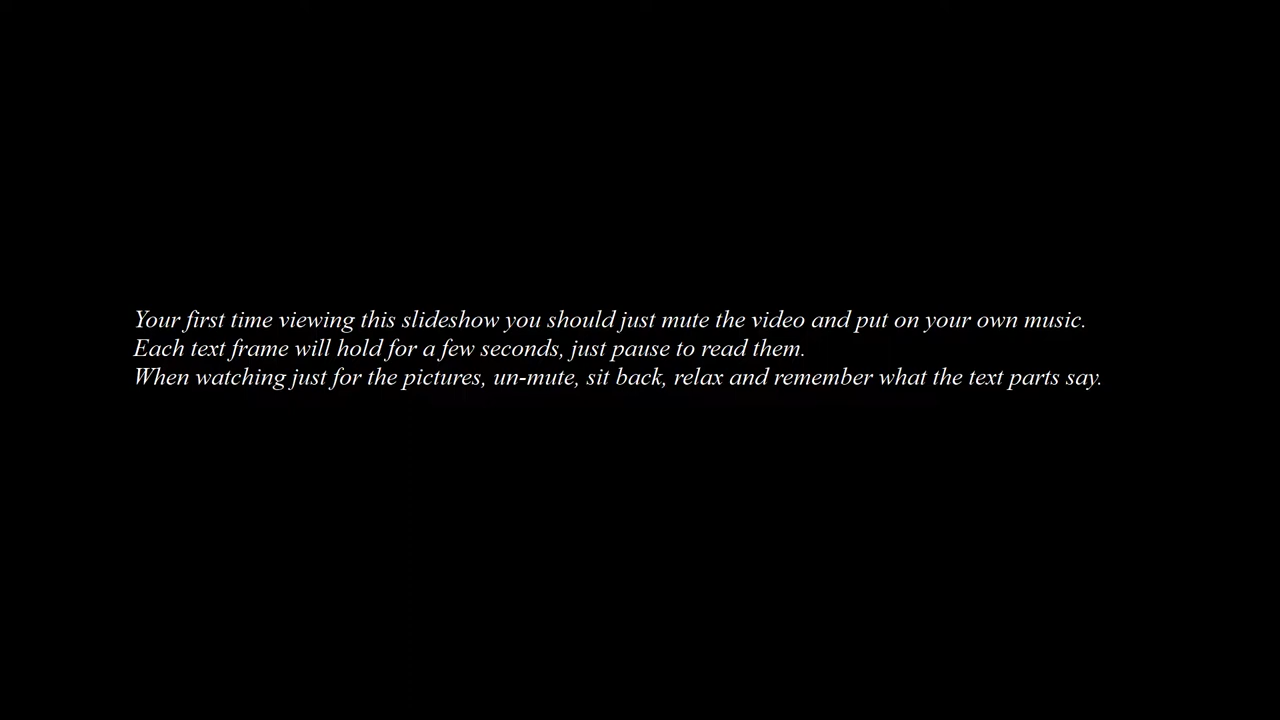 Your first time viewing this slideshow you should just mute the video and put on your own music.
Each text frame will hold for a few seconds, just pause to read them.
When watching just for the pictures, un-mute, sit back, relax and remember what the text parts say.